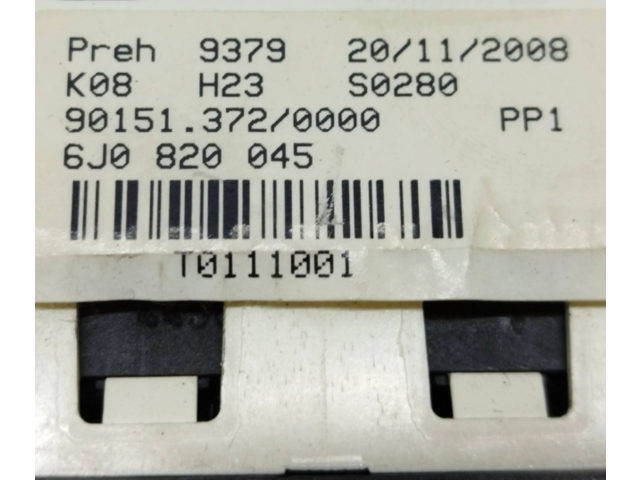 Preh 9379 20/11/2008
K08 H23 S0280
90151.372/0000 PP1
6J0 820 045
T0111001